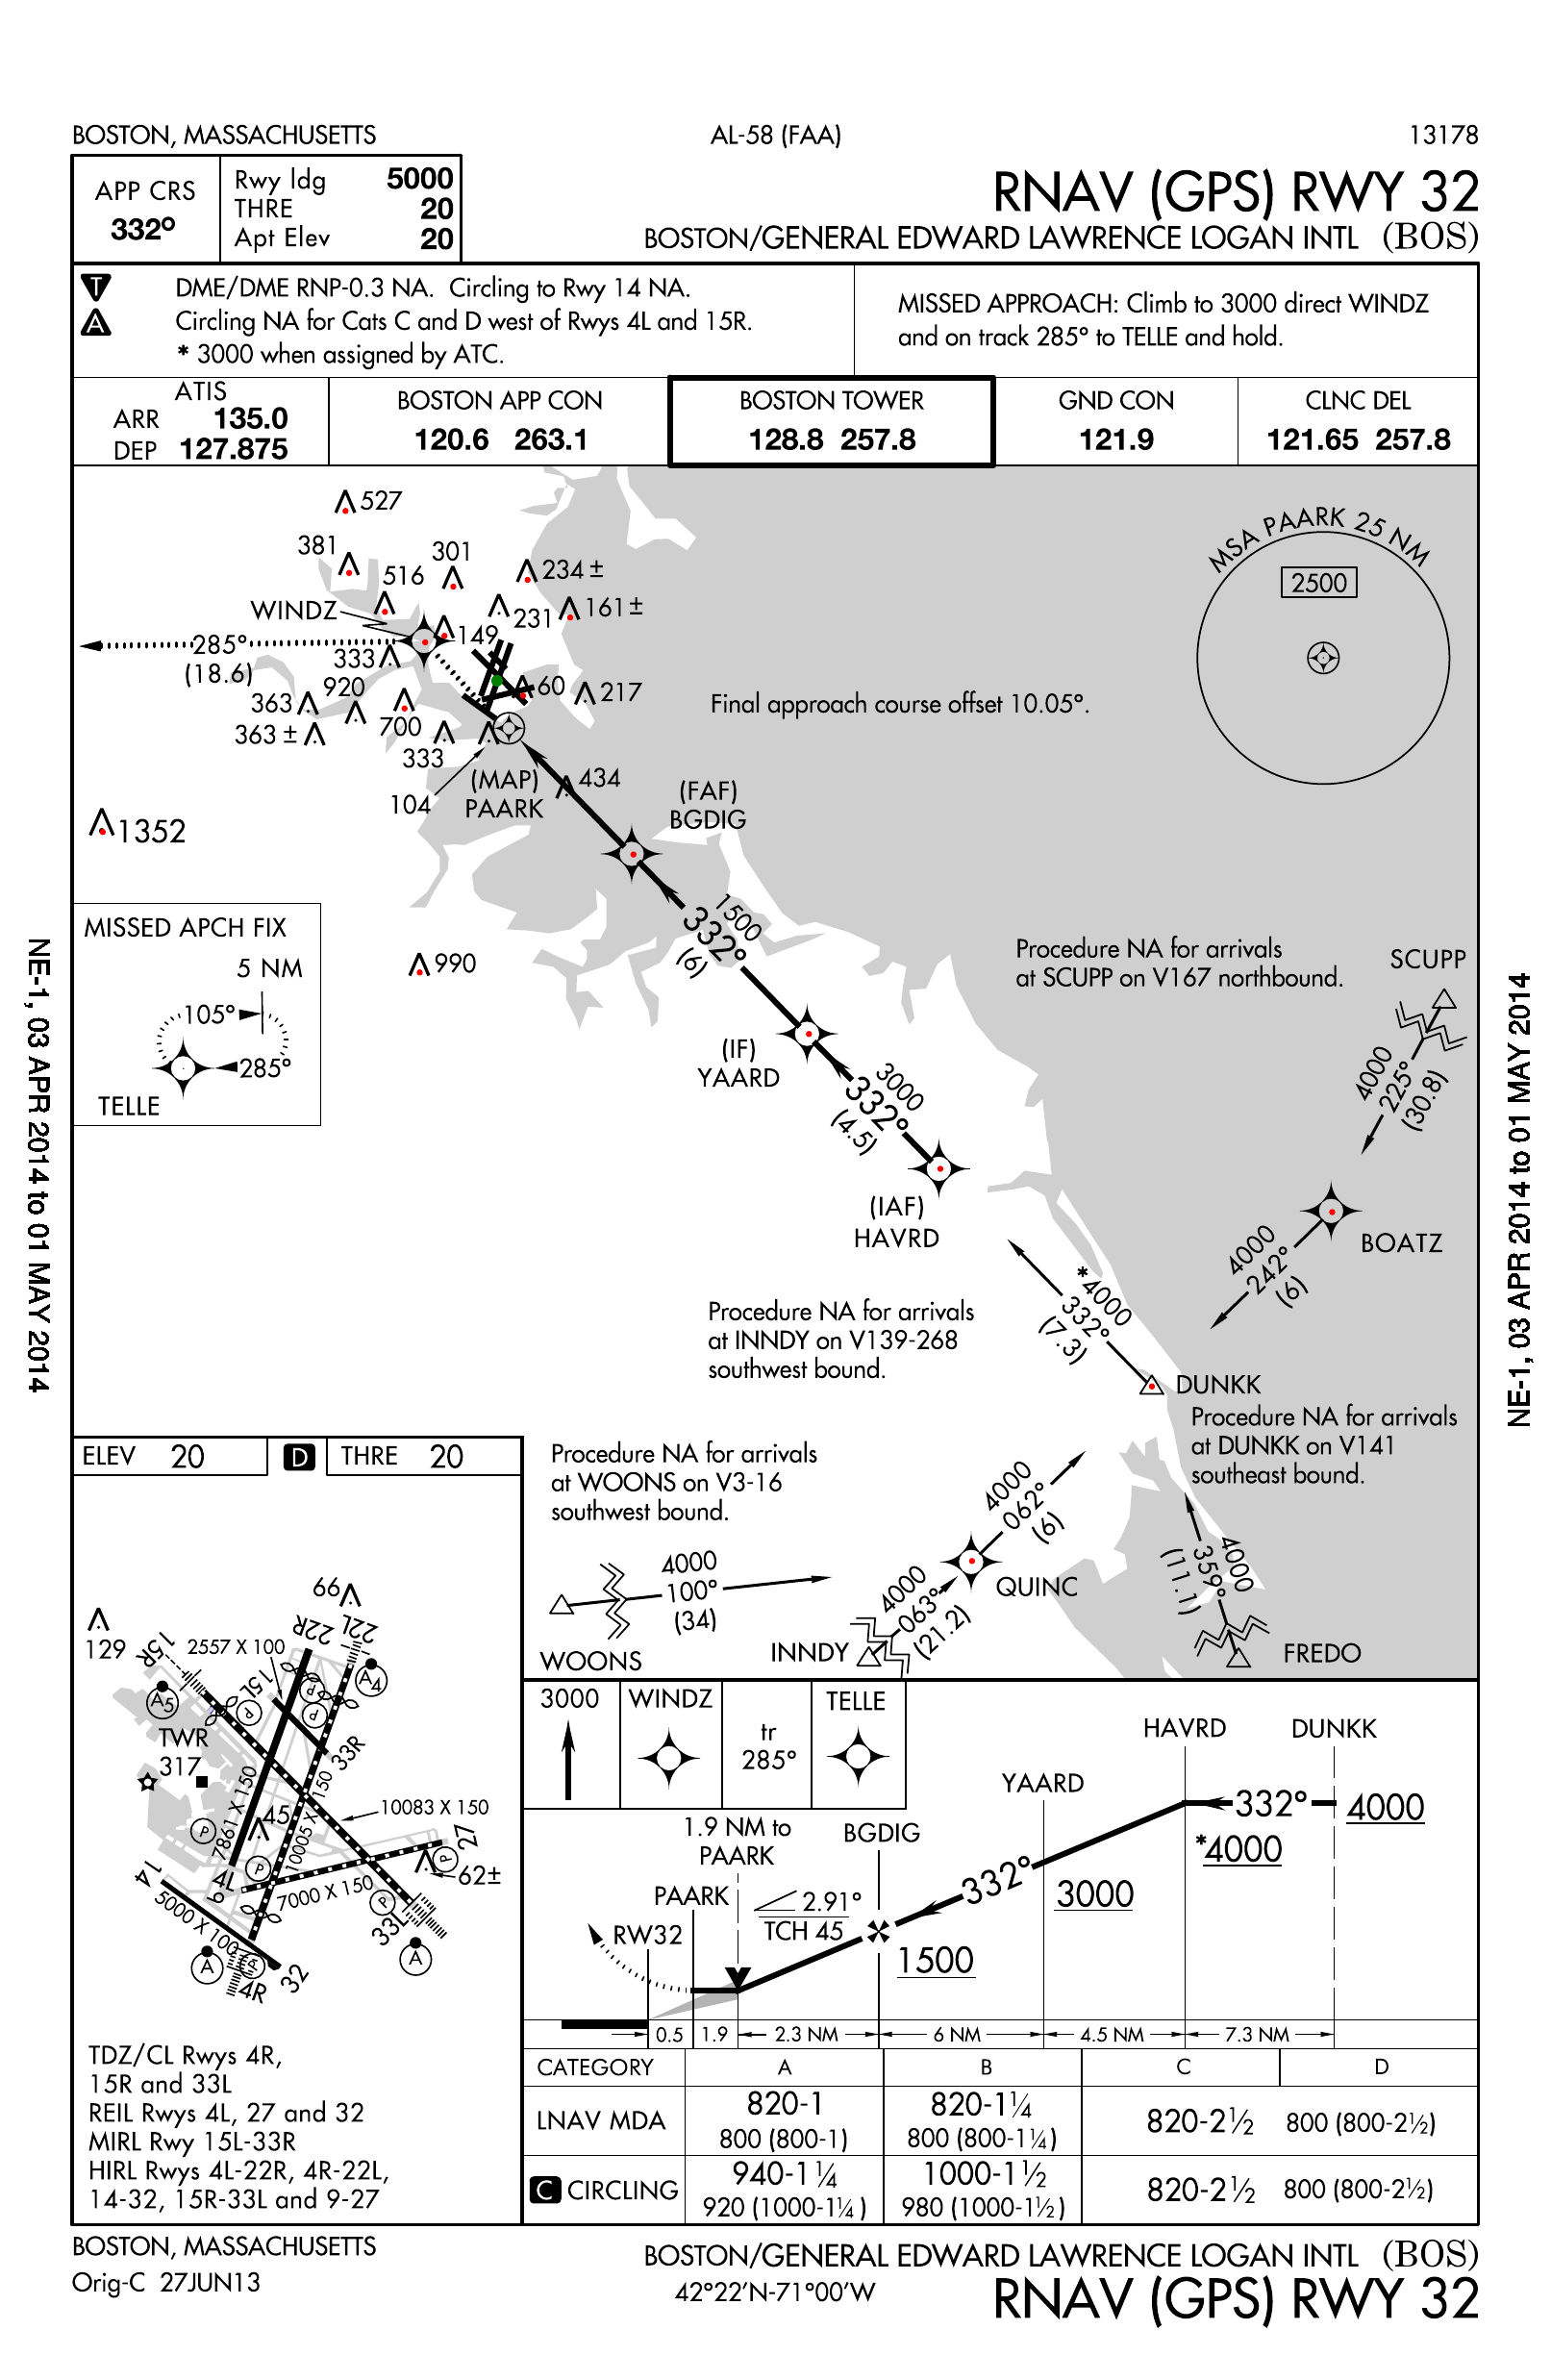 BOSTON, MASSACHUSETTS
AL-58 (FAA)
13178
APP CRS
332°
Rwy ldg 5000
THRE 20
Apt Elev 20
RNAV (GPS) RWY 32
BOSTON/GENERAL EDWARD LAWRENCE LOGAN INTL (BOS)
T
A
DME/DME RNP-0.3 NA. Circling to Rwy 14 NA.
Circling NA for Cats C and D west of Rwys 4L and 15R.
* 3000 when assigned by ATC.
MISSED APPROACH: Climb to 3000 direct WINDZ
and on track 285° to TELLE and hold.
ATIS
ARR 135.0
DEP 127.875
BOSTON APP CON
120.6 263.1
BOSTON TOWER
128.8 257.8
GND CON
121.9
CLNC DEL
121.65 257.8
527
381
301
516
234 ±
WINDZ
231
161 ±
149
285°
(18.6)
333
920
363
60
217
363 ±
700
333
104
(MAP)
PAARK
434
1352
990
Final approach course offset 10.05°.
MSA PAARK 25 NM
2500
(FAF)
BGDIG
1500
332°
(6)
(IF)
YAARD
3000
332°
(4.5)
(IAF)
HAVRD
MISSED APCH FIX
5 NM
105°
285°
TELLE
Procedure NA for arrivals
at SCUPP on V167 northbound.
SCUPP
4000
225°
(30.8)
BOATZ
4000
242°
(6)
*4000
332°
(7.3)
DUNKK
Procedure NA for arrivals
at DUNKK on V141
southeast bound.
Procedure NA for arrivals
at INNDY on V139-268
southwest bound.
Procedure NA for arrivals
at WOONS on V3-16
southwest bound.
4000
100°
(34)
WOONS
4000
062°
(6)
QUINC
4000
063°
(21.2)
INNDY
4000
359°
(11.1)
FREDO
NE-1, 03 APR 2014 to 01 MAY 2014
NE-1, 03 APR 2014 to 01 MAY 2014
ELEV 20
D
THRE 20
66
129
15R
2557 X 100
22R
22L
15L
A5
A4
P
P
P
TWR
317
33R
7861 X 150
45
10005 X 150
10083 X 150
P
P
27
P
62±
14
4L
9
7000 X 150
P
33L
5000 X 100
A
P
4R
32
A
TDZ/CL Rwys 4R,
15R and 33L
REIL Rwys 4L, 27 and 32
MIRL Rwy 15L-33R
HIRL Rwys 4L-22R, 4R-22L,
14-32, 15R-33L and 9-27
3000
WINDZ
tr
285°
TELLE
HAVRD
DUNKK
YAARD
332°
4000
*4000
1.9 NM to
PAARK
BGDIG
332°
3000
PAARK
2.91°
TCH 45
RW32
1500
0.5
1.9
2.3 NM
6 NM
4.5 NM
7.3 NM
CATEGORY A B C D
LNAV MDA
820-1
800 (800-1)
820-1¼
800 (800-1¼)
820-2½ 800 (800-2½)
C CIRCLING
940-1¼
920 (1000-1¼)
1000-1½
980 (1000-1½)
820-2½ 800 (800-2½)
BOSTON, MASSACHUSETTS
Orig-C 27JUN13
42°22'N-71°00'W
BOSTON/GENERAL EDWARD LAWRENCE LOGAN INTL (BOS)
RNAV (GPS) RWY 32